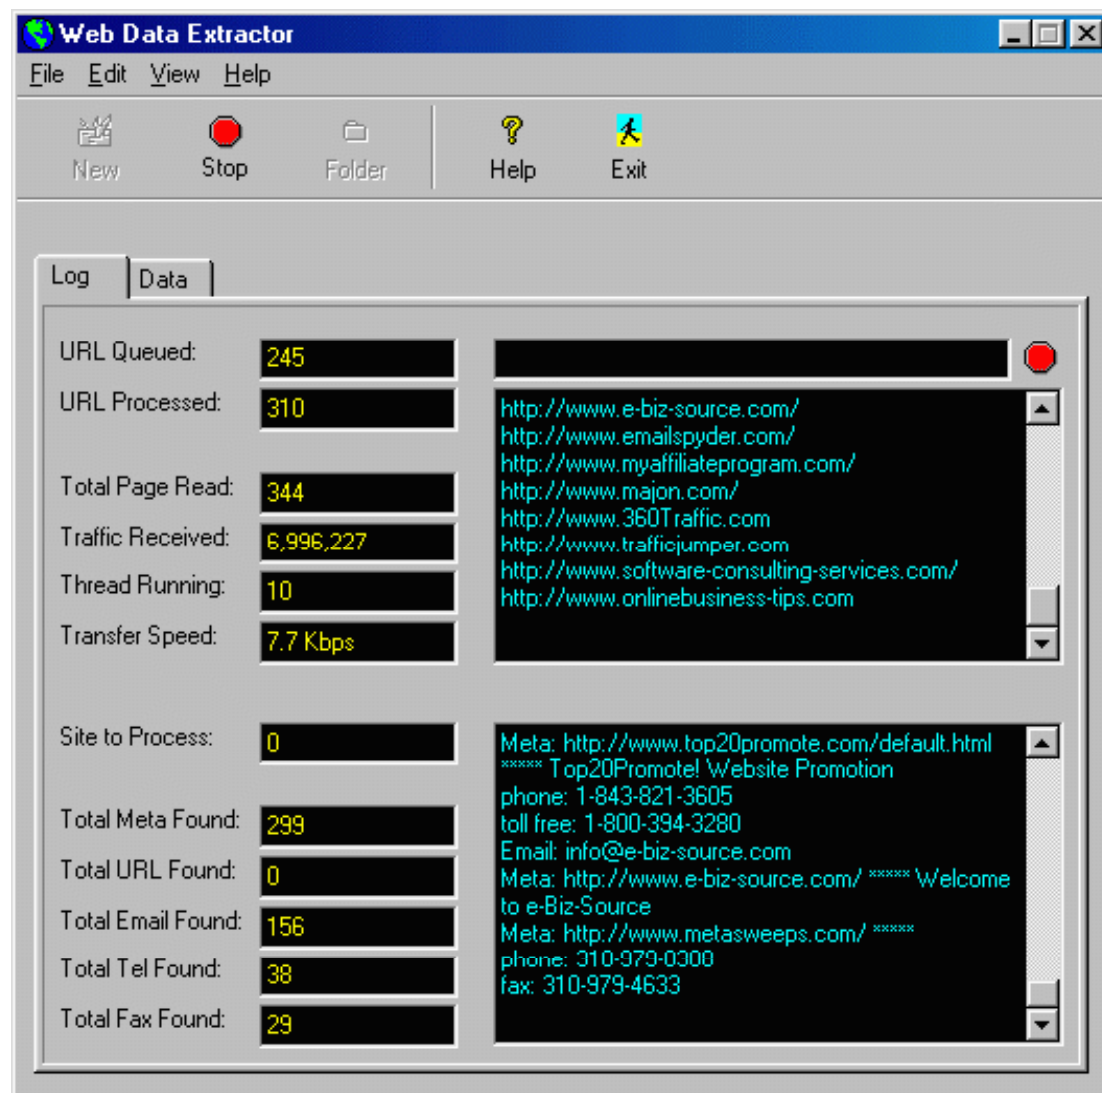 Web Data Extractor
File Edit View Help
New Stop Folder Help Exit
Log Data
URL Queued: 245
URL Processed: 310
Total Page Read: 344
Traffic Received: 6,996,227
Thread Running: 10
Transfer Speed: 7.7 Kbps
http://www.e-biz-source.com/
http://www.emailspyder.com/
http://www.myaffiliateprogram.com/
http://www.majon.com/
http://www.360Traffic.com
http://www.trafficjumper.com
http://www.software-consulting-services.com/
http://www.onlinebusiness-tips.com
Site to Process: 0
Total Meta Found: 299
Total URL Found: 0
Total Email Found: 156
Total Tel Found: 38
Total Fax Found: 29
Meta: http://www.top20promote.com/default.html
***** Top20Promote! Website Promotion
phone: 1-843-821-3605
toll free: 1-800-394-3280
Email: info@e-biz-source.com
Meta: http://www.e-biz-source.com/ ***** Welcome
to e-Biz-Source
Meta: http://www.metasweeps.com/ *****
phone: 310-979-0300
fax: 310-979-4633